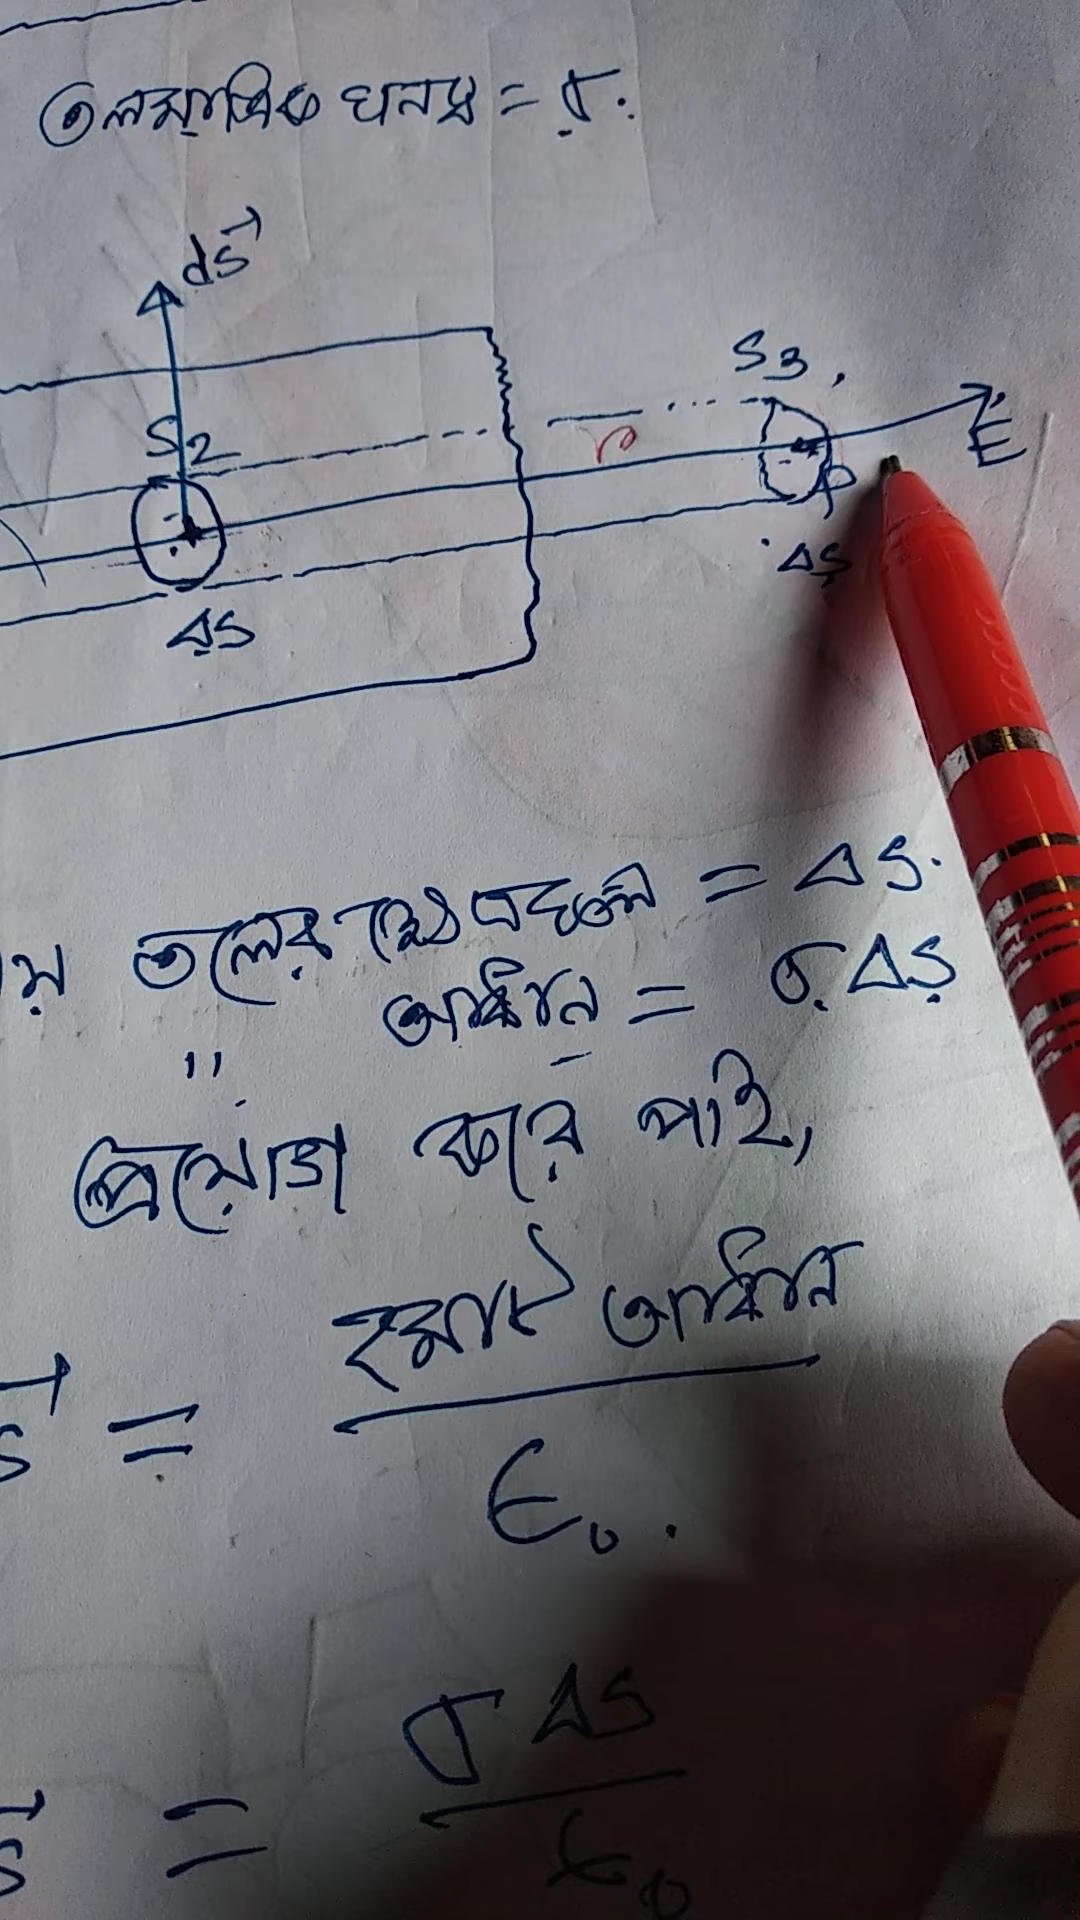 তলমাত্রিক ঘনত্ব = σ.
ds→
S3,
S2
r
E
P
ΔS
ΔS
য় তলের ক্ষেত্রফল = ΔS.
" আধান = σ.ΔS
প্রয়োগ করে পাই,
s→ = মোট আধান / ϵ0.
s→ = σ ΔS / ϵ0